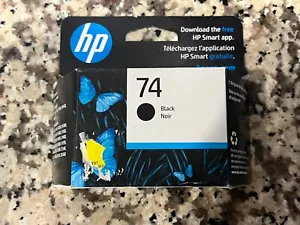 hp
Download the free
HP Smart app.
Téléchargez l'application
HP Smart gratuite.
74
Black
Noir